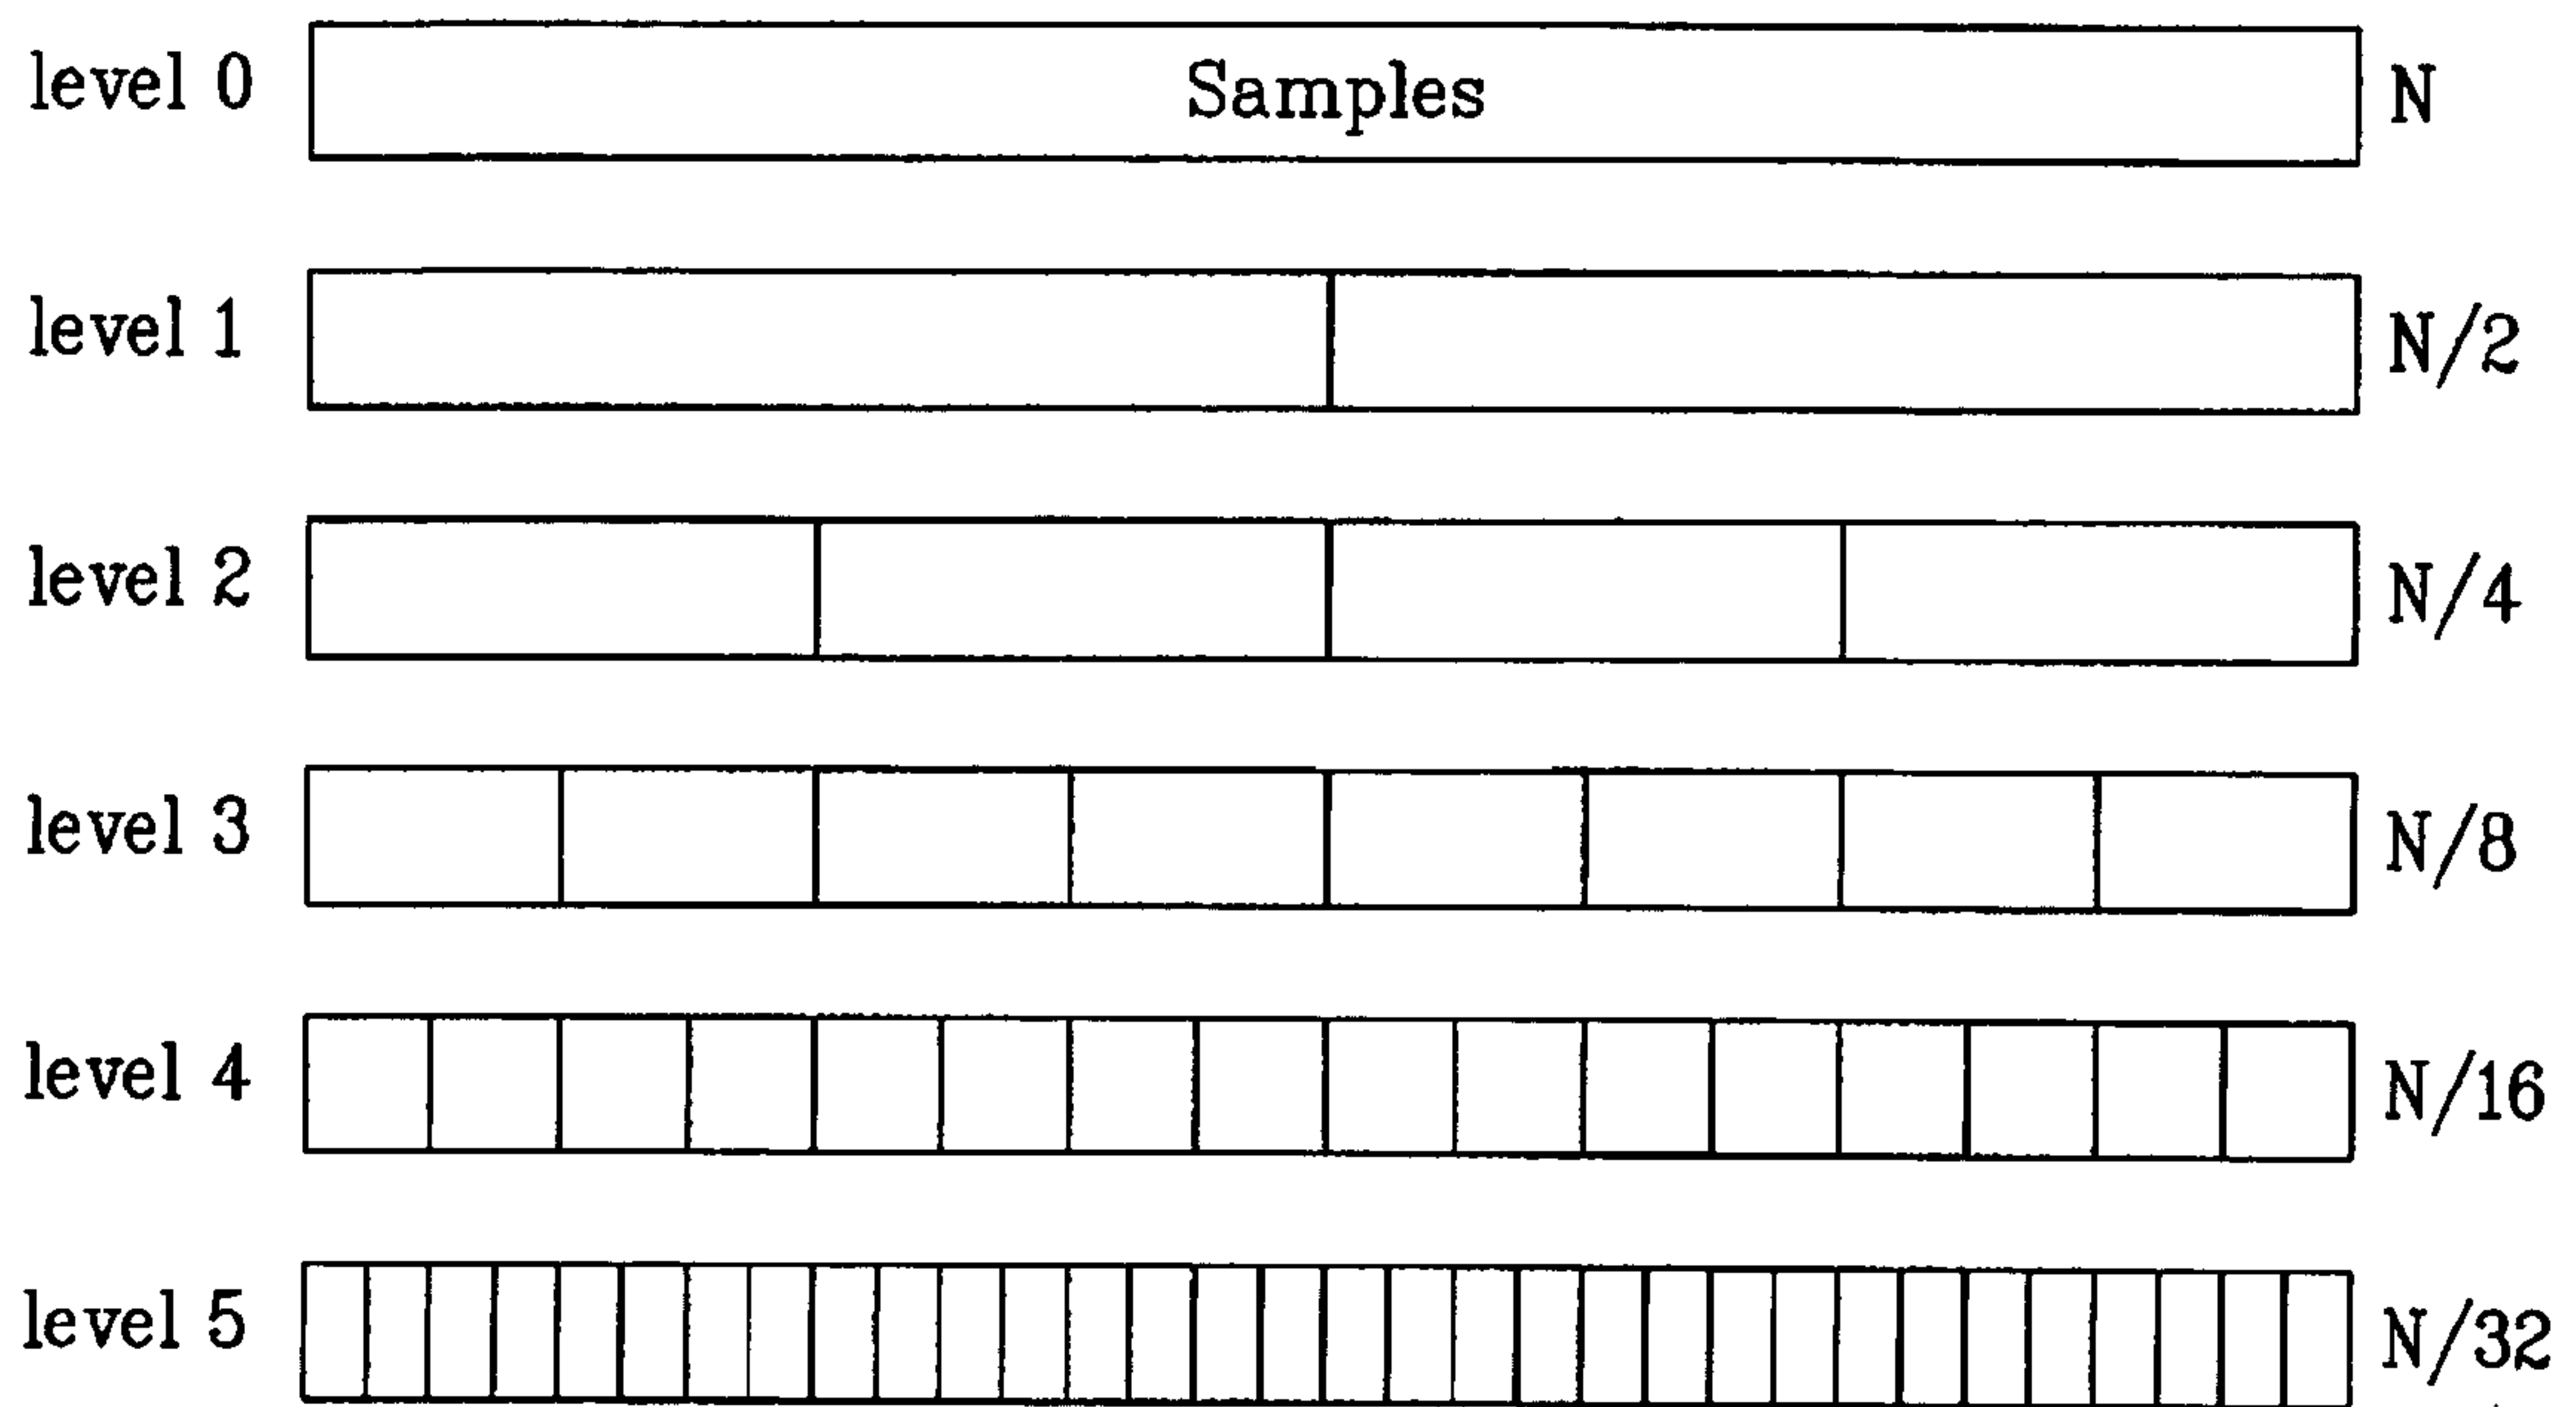 level 0 Samples N
level 1 N/2
level 2 N/4
level 3 N/8
level 4 N/16
level 5 N/32